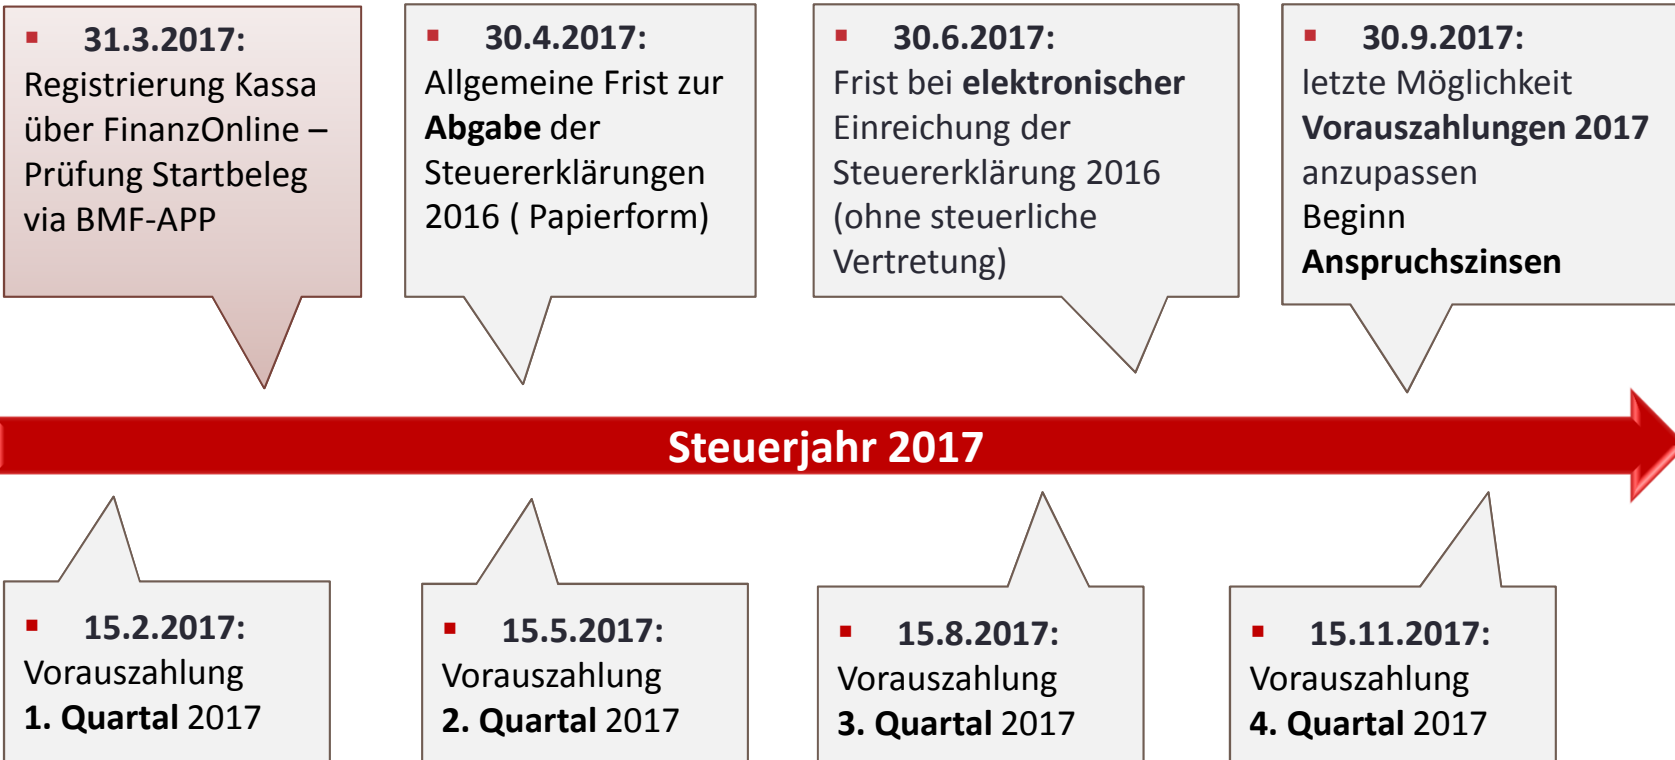 ▪ 31.3.2017:
Registrierung Kassa
über FinanzOnline –
Prüfung Startbeleg
via BMF-APP
▪ 30.4.2017:
Allgemeine Frist zur
Abgabe der
Steuererklärungen
2016 ( Papierform)
▪ 30.6.2017:
Frist bei elektronischer
Einreichung der
Steuererklärung 2016
(ohne steuerliche
Vertretung)
▪ 30.9.2017:
letzte Möglichkeit
Vorauszahlungen 2017
anzupassen
Beginn
Anspruchszinsen
Steuerjahr 2017
▪ 15.2.2017:
Vorauszahlung
1. Quartal 2017
▪ 15.5.2017:
Vorauszahlung
2. Quartal 2017
▪ 15.8.2017:
Vorauszahlung
3. Quartal 2017
▪ 15.11.2017:
Vorauszahlung
4. Quartal 2017